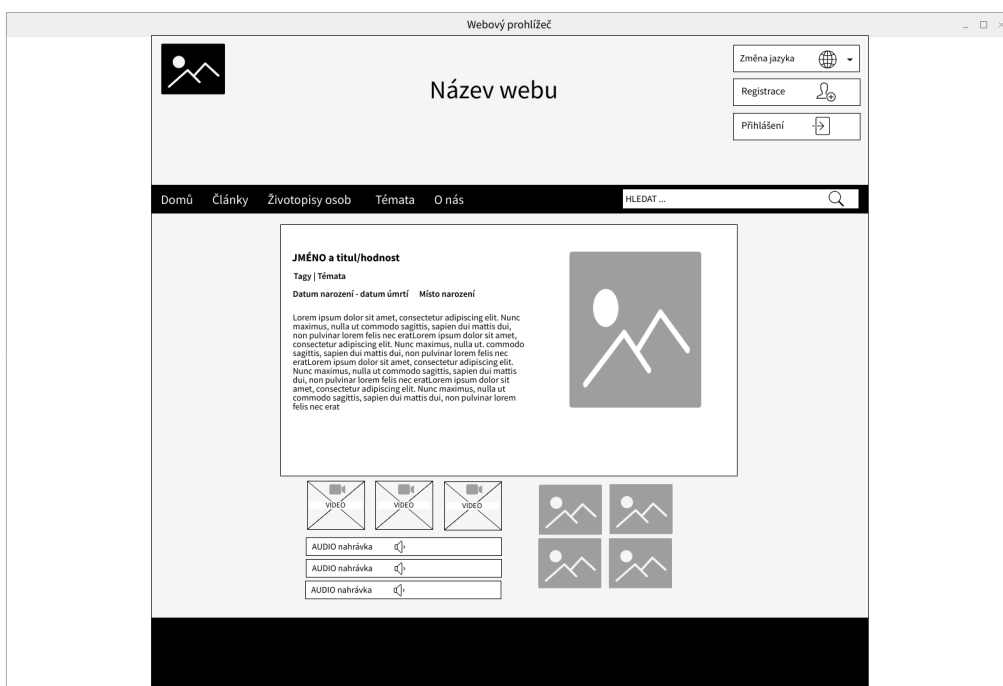 Webový prohlížeč
Název webu
Změna jazyka
Registrace
Přihlášení
Domů Články Životopisy osob Témata O nás HLEDAT ...
JMÉNO a titul/hodnost
Tagy | Témata
Datum narození - datum úmrtí Místo narození
Lorem ipsum dolor sit amet, consectetur adipiscing elit. Nunc
maximus, nulla ut commodo sagittis, sapien dui mattis dui,
non pulvinar lorem felis nec eratLorem ipsum dolor sit amet,
consectetur adipiscing elit. Nunc maximus, nulla ut. commodo
sagittis, sapien dui mattis dui, non pulvinar lorem felis nec
eratLorem ipsum dolor sit amet, consectetur adipiscing elit.
Nunc maximus, nulla ut commodo sagittis, sapien dui mattis
dui, non pulvinar lorem felis nec eratLorem ipsum dolor sit
amet, consectetur adipiscing elit. Nunc maximus, nulla ut
commodo sagittis, sapien dui mattis dui, non pulvinar lorem
felis nec erat
VIDEO VIDEO VIDEO
AUDIO nahrávka
AUDIO nahrávka
AUDIO nahrávka